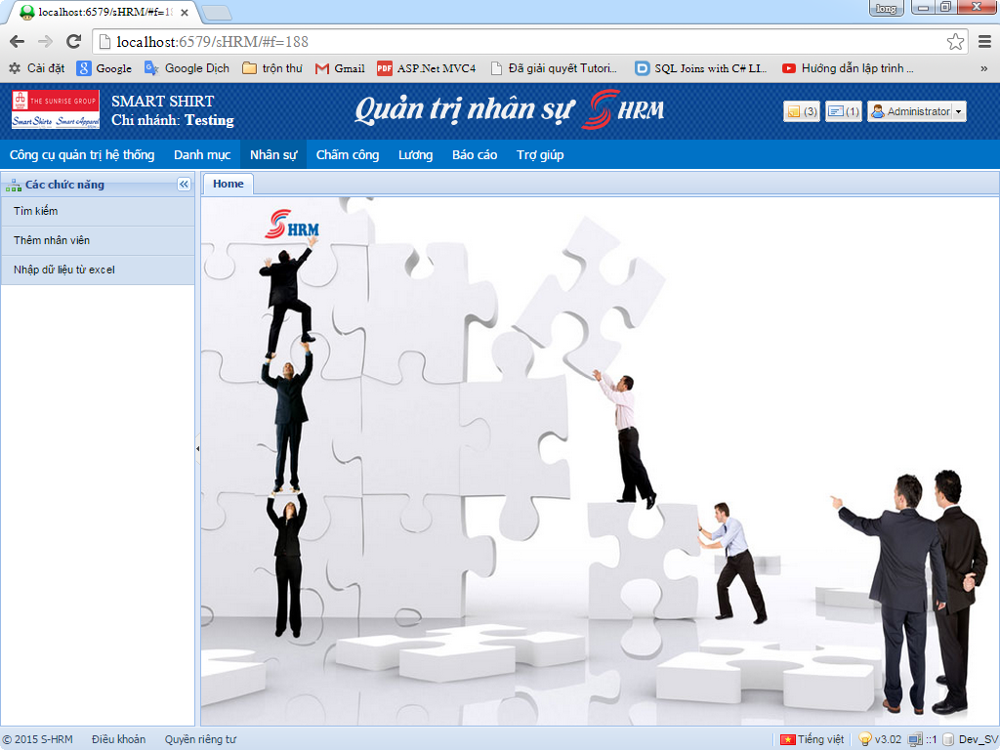 localhost:6579/sHRM/#f=18
long
localhost:6579/sHRM/#f=188
Cài đặt
Google
Google Dịch
trộn thư
Gmail
PDF ASP.Net MVC4
Đã giải quyết Tutori...
SQL Joins with C# LI...
Hướng dẫn lập trình ...
»
THE SUNRISE GROUP
Smart Shirts Smart Apparel
SMART SHIRT
Chi nhánh: Testing
Quản trị nhân sự SHRM
(3)
(1)
Administrator
Công cụ quản trị hệ thống
Danh mục
Nhân sự
Chấm công
Lương
Báo cáo
Trợ giúp
Các chức năng
Home
Tìm kiếm
Thêm nhân viên
Nhập dữ liệu từ excel
SHRM
© 2015 S-HRM
Điều khoản
Quyền riêng tư
Tiếng việt
v3.02
::1
Dev_SV